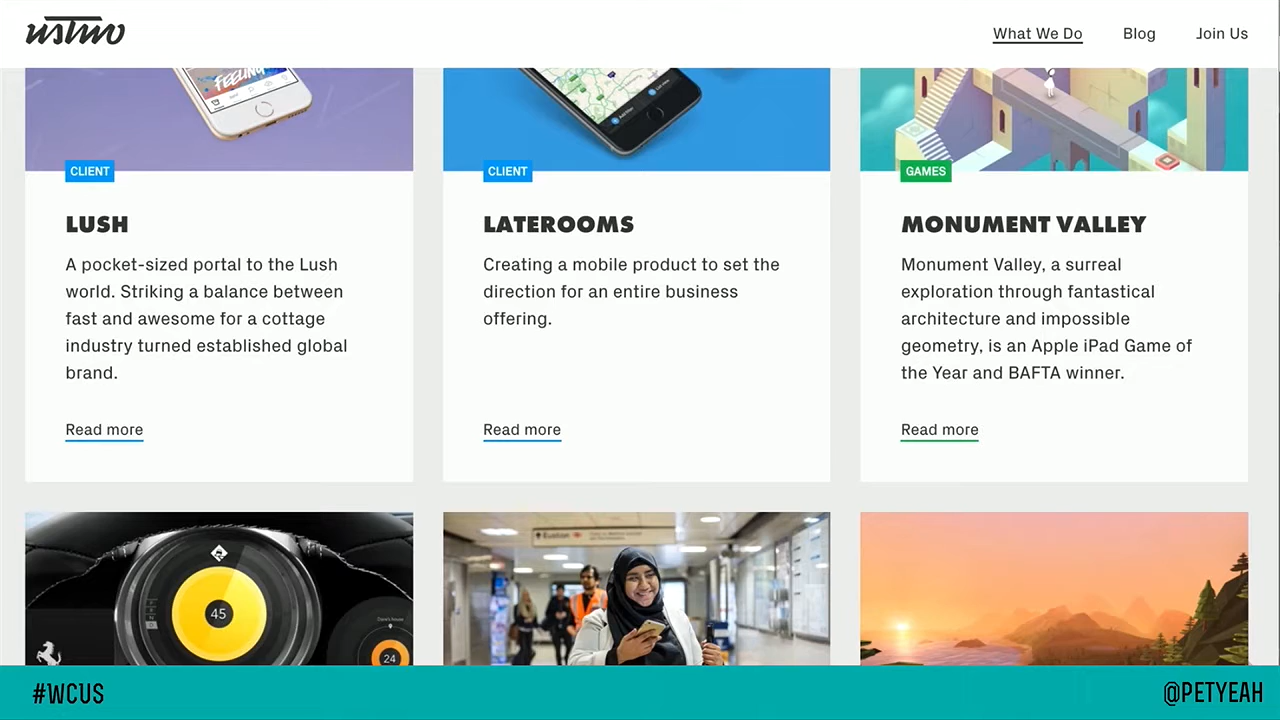 ustwo
What We Do
Blog
Join Us
FEELING
CLIENT
CLIENT
GAMES
LUSH
A pocket-sized portal to the Lush
world. Striking a balance between
fast and awesome for a cottage
industry turned established global
brand.
Read more
LATEROOMS
Creating a mobile product to set the
direction for an entire business
offering.
Read more
MONUMENT VALLEY
Monument Valley, a surreal
exploration through fantastical
architecture and impossible
geometry, is an Apple iPad Game of
the Year and BAFTA winner.
Read more
45
Dave's house
24
Euston
#WCUS
@PETYEAH